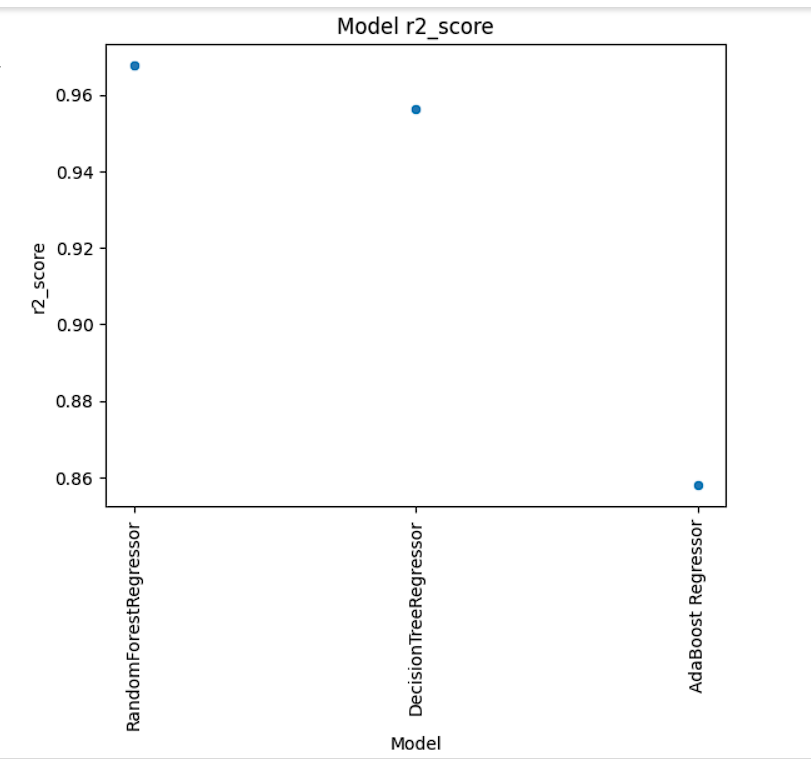 Model r2_score
0.96
0.94
0.92
0.90
0.88
0.86
r2_score
RandomForestRegressor
DecisionTreeRegressor
AdaBoost Regressor
Model